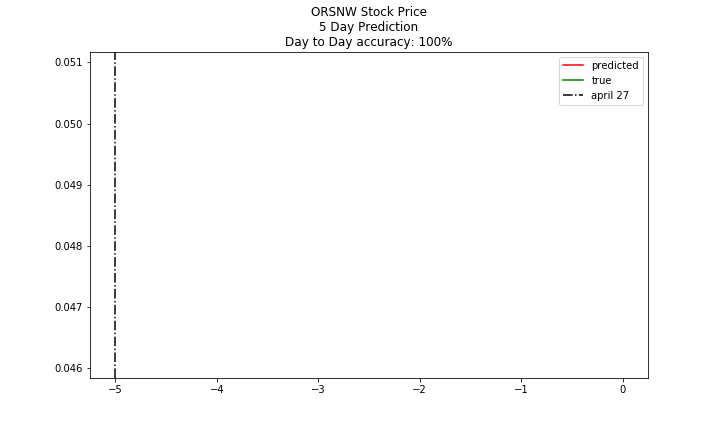 ORSNW Stock Price
5 Day Prediction
Day to Day accuracy: 100%
predicted
true
april 27
0.051
0.050
0.049
0.048
0.047
0.046
−5
−4
−3
−2
−1
0